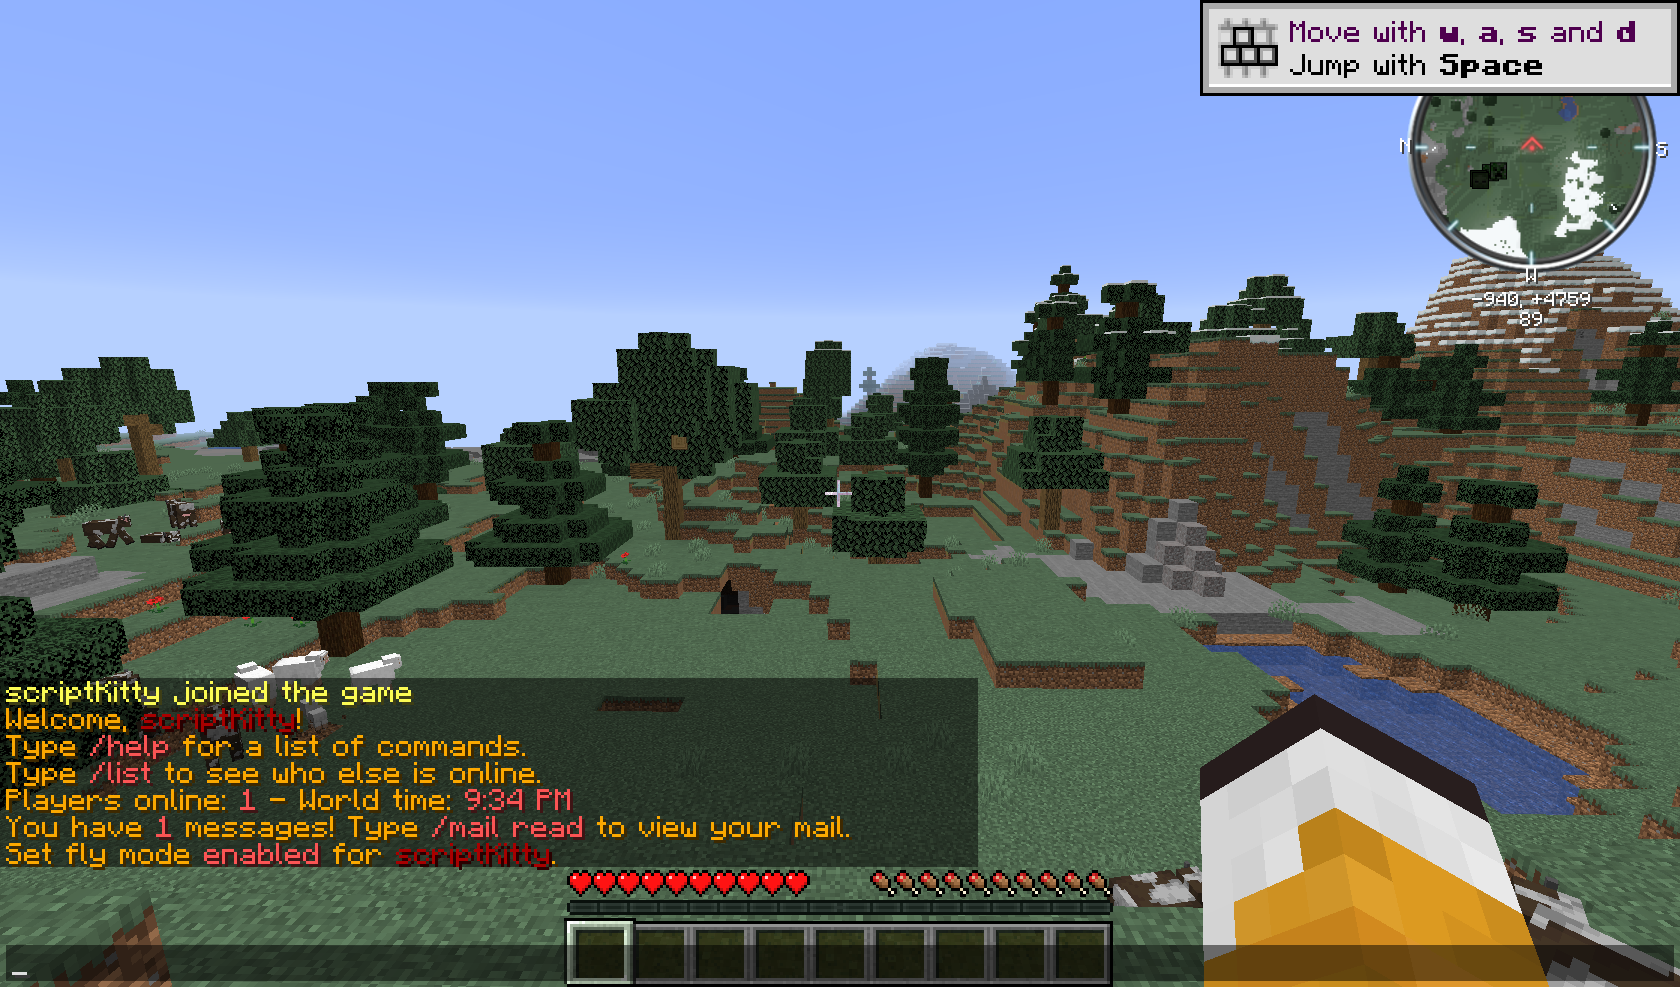 Move with w, a, s and d
Jump with Space
N
S
W
-940, +4759
89
scriptKitty joined the game
Welcome, scriptKitty!
Type /help for a list of commands.
Type /list to see who else is online.
Players online: 1 - World time: 9:34 PM
You have 1 messages! Type /mail read to view your mail.
Set fly mode enabled for scriptKitty.
_